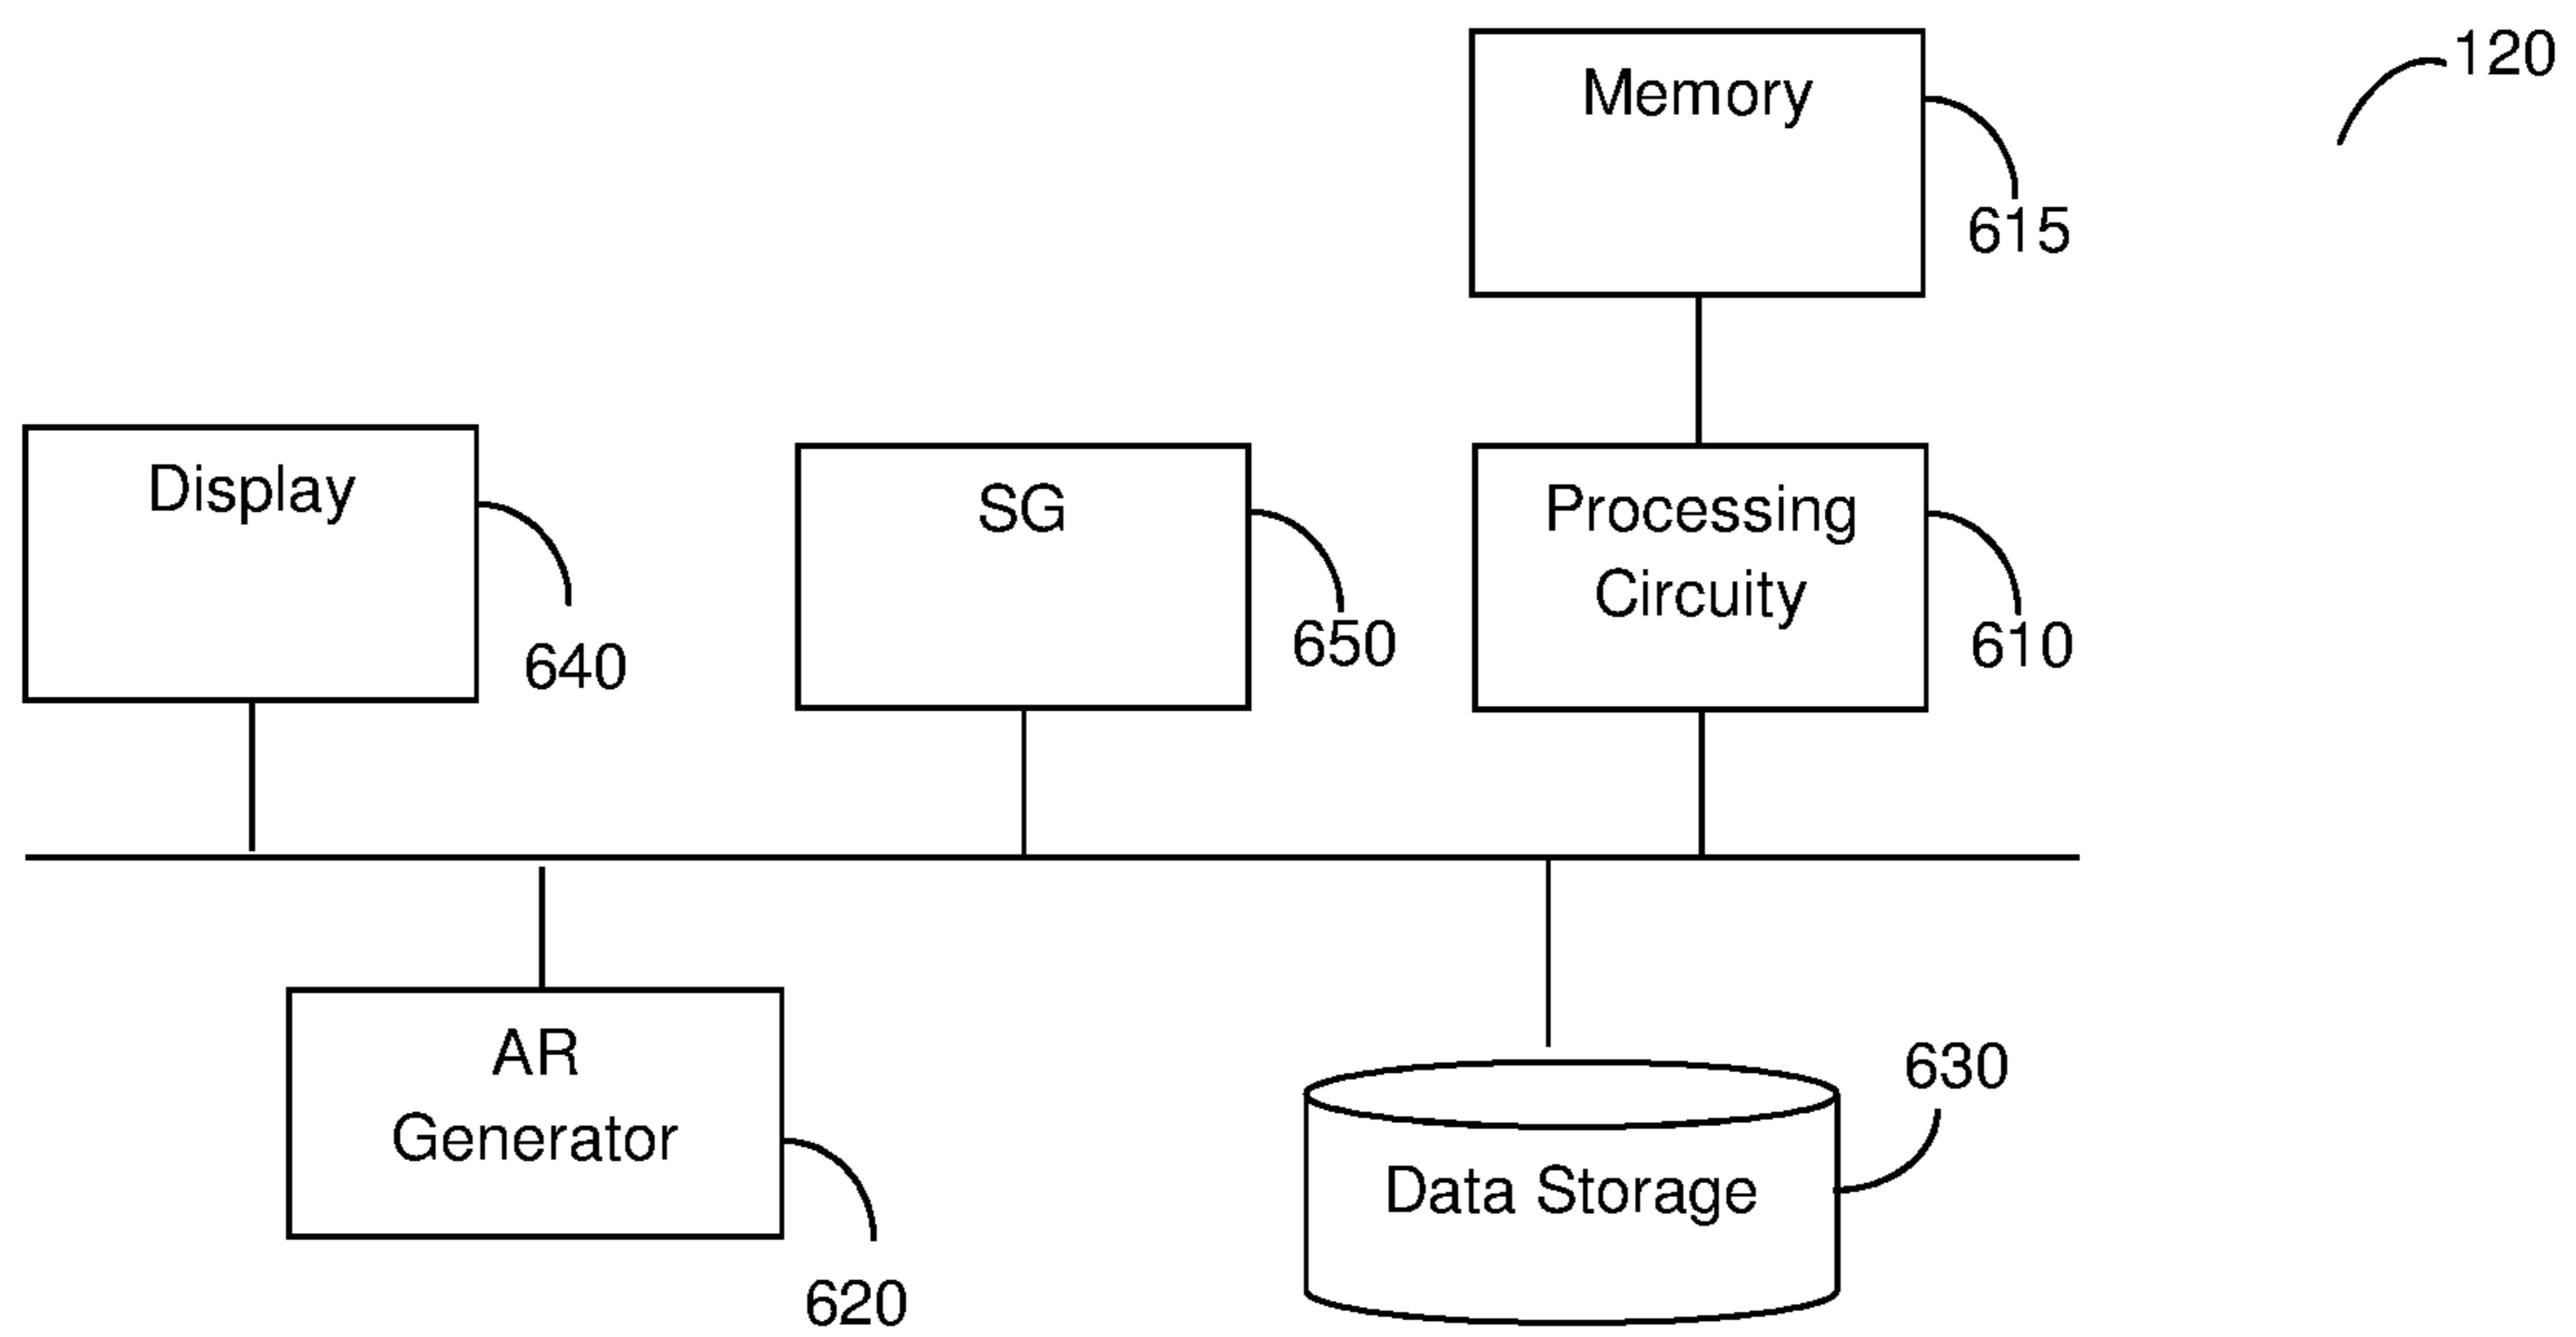 120
Memory
615
Display
640
SG
650
Processing
Circuity
610
AR
Generator
620
630
Data Storage